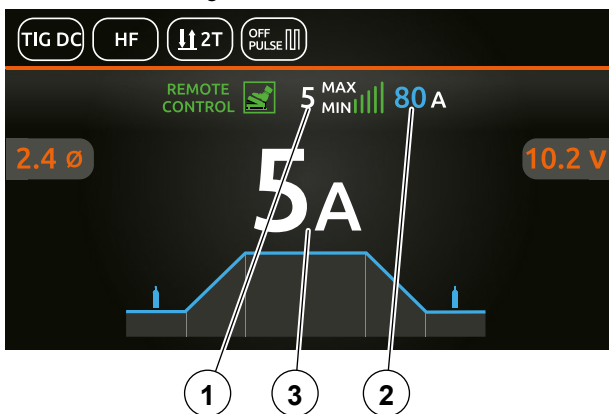 TIG DC HF 2T OFF PULSE
REMOTE CONTROL 5 MAX MIN 80 A
2.4 Ø 10.2 V
5A
1 3 2